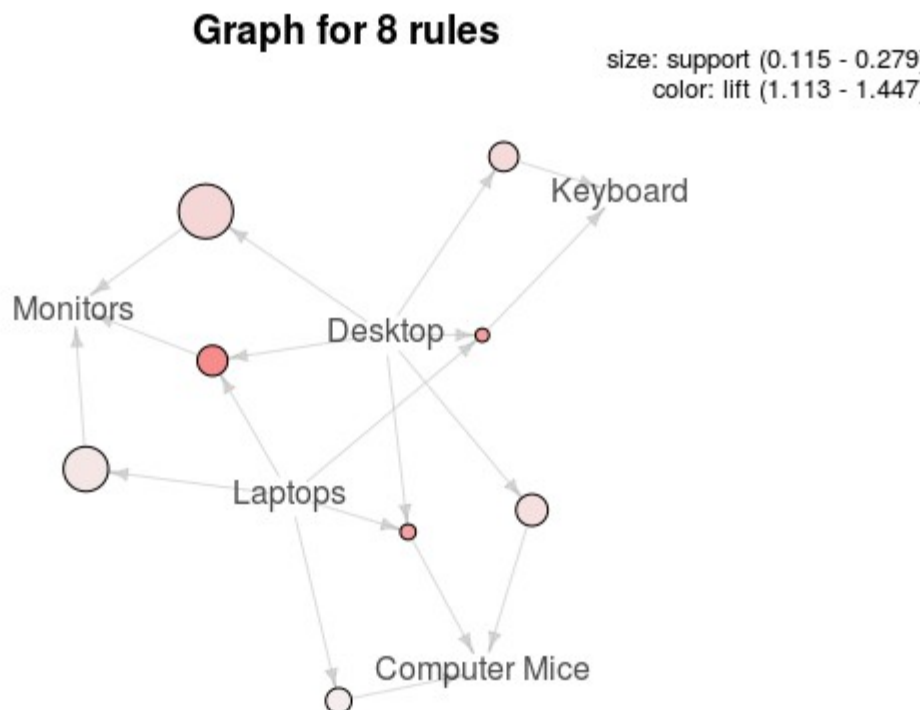 Graph for 8 rules
size: support (0.115 - 0.279
color: lift (1.113 - 1.447
Keyboard
Monitors
Desktop
Laptops
Computer Mice